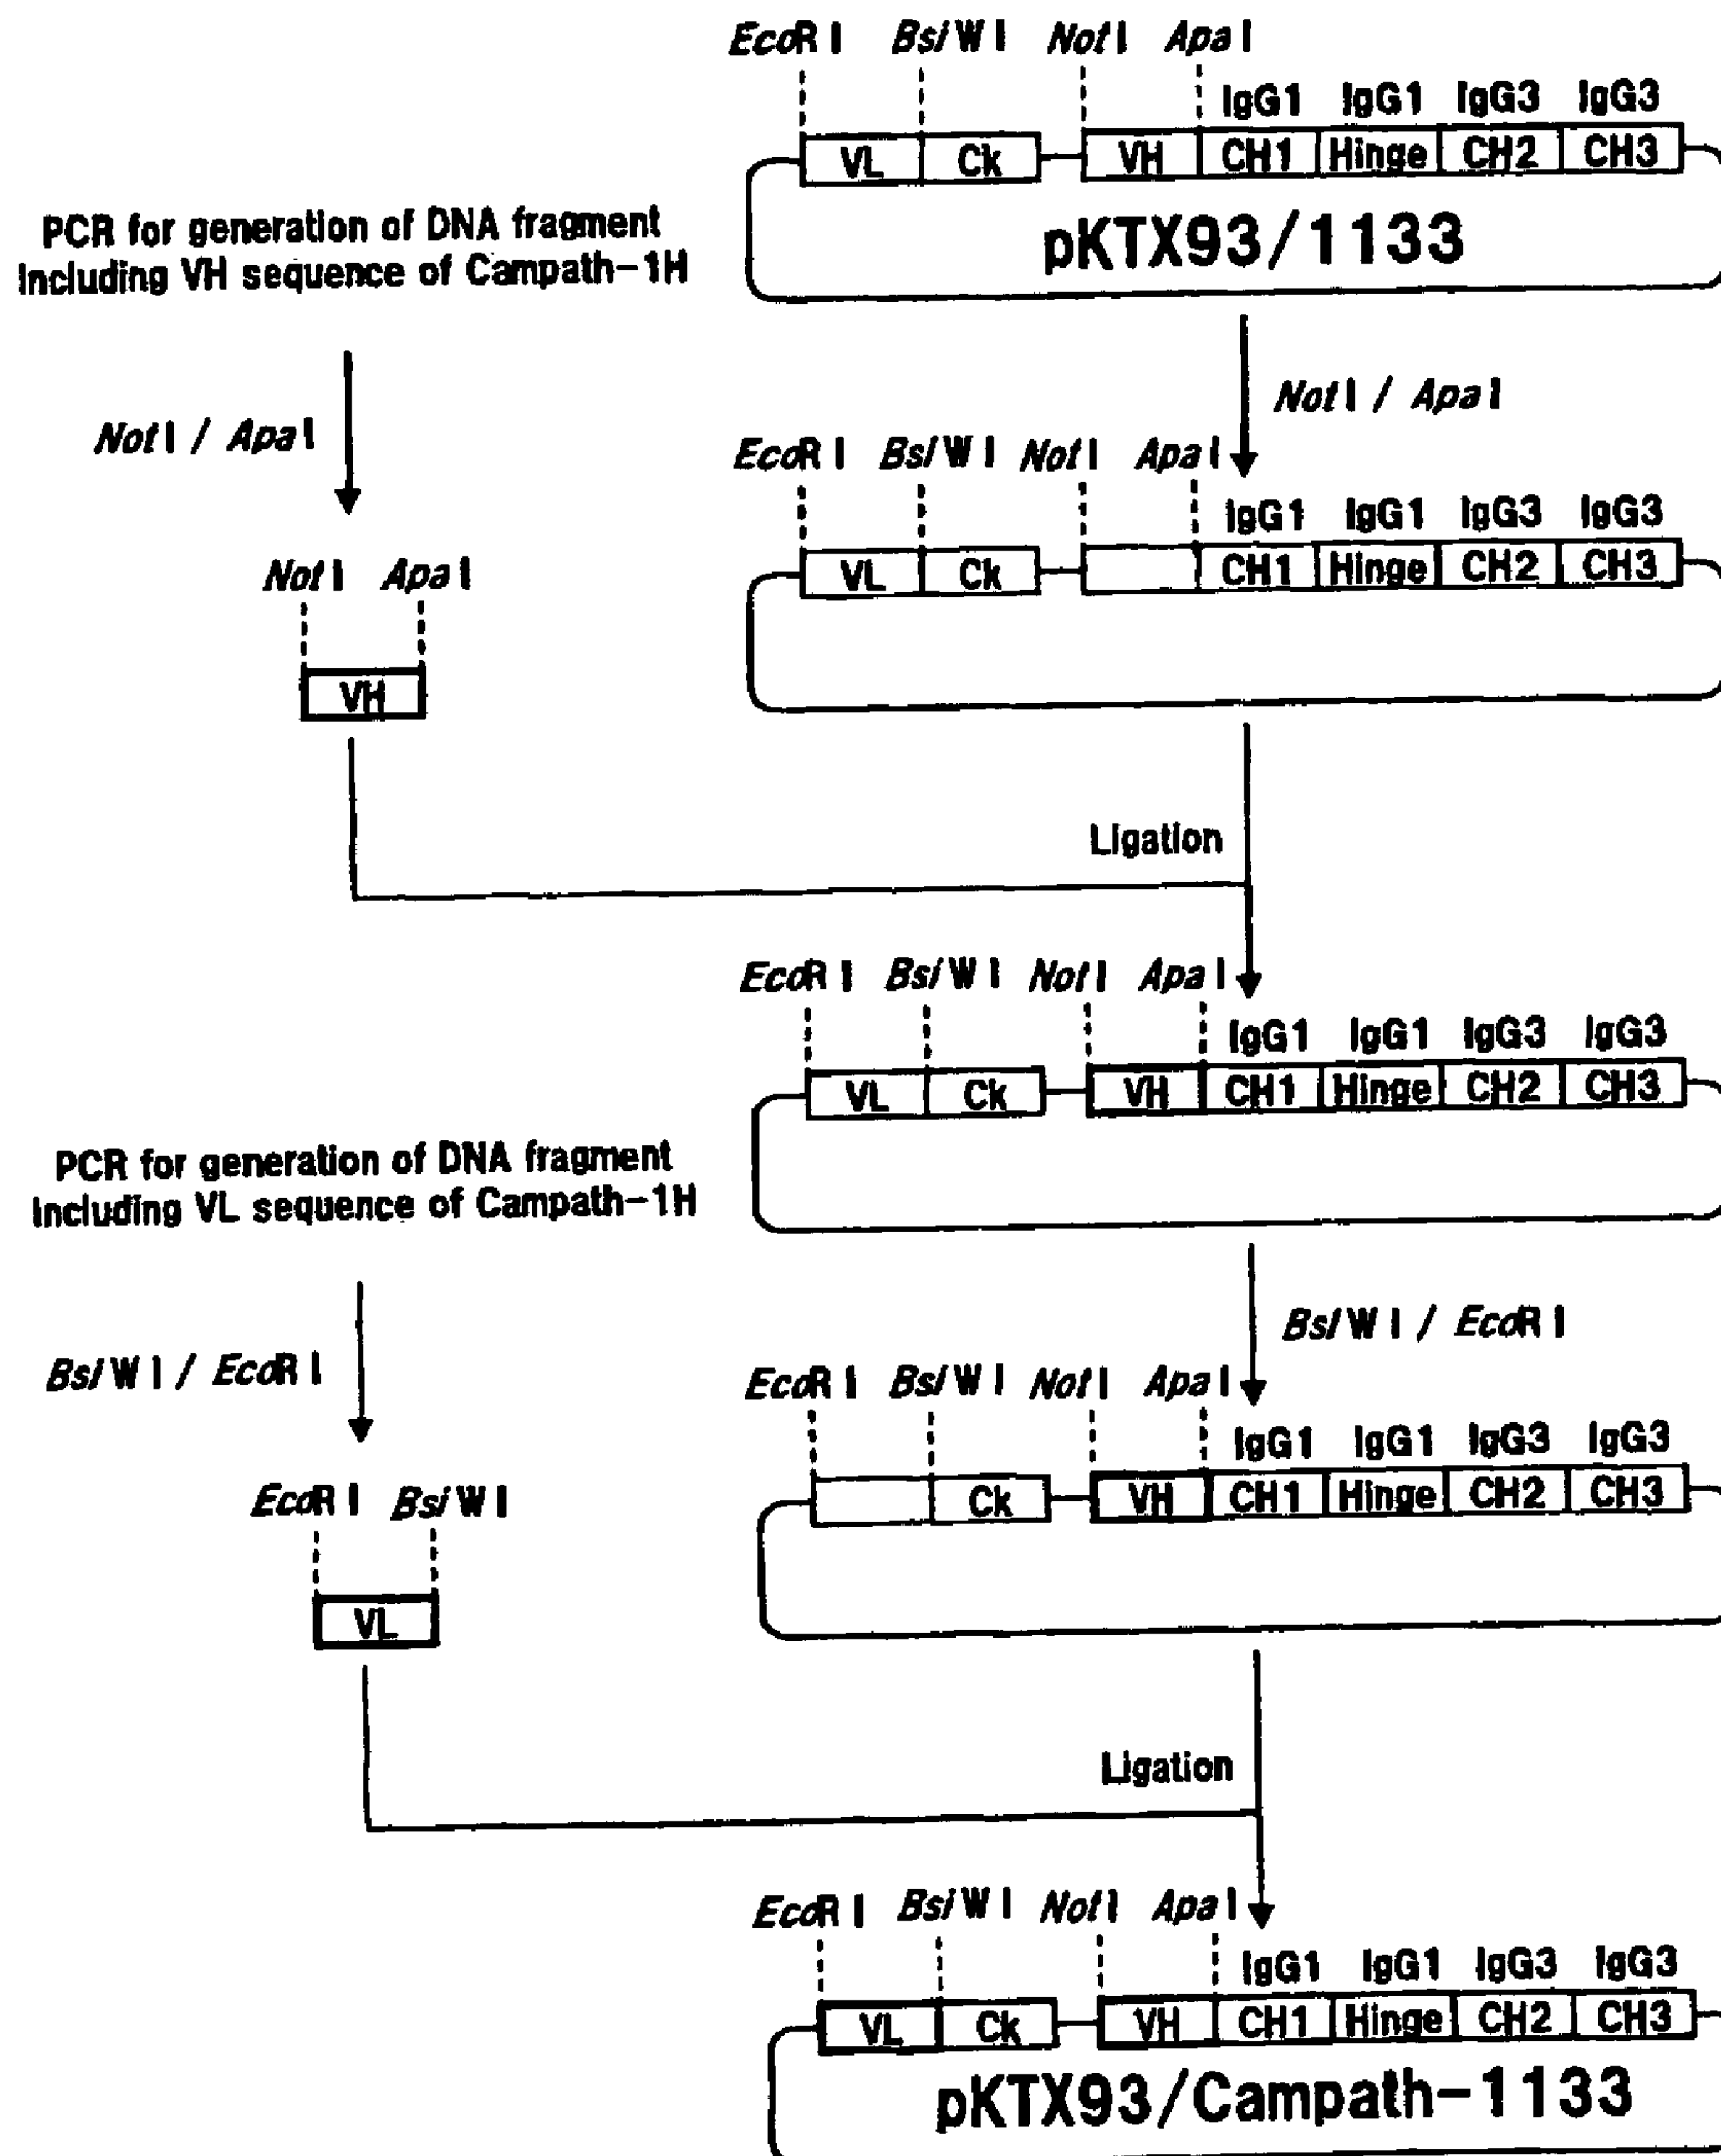 EcoR I BsiW I Not I Apa I
IgG1 IgG1 IgG3 IgG3
VL Ck VH CH1 Hinge CH2 CH3
pKTX93/1133
PCR for generation of DNA fragment
including VH sequence of Campath-1H
Not I / Apa I
Not I / Apa I
EcoR I BsiW I Not I Apa I
IgG1 IgG1 IgG3 IgG3
VL Ck CH1 Hinge CH2 CH3
Not I Apa I
VH
Ligation
EcoR I BsiW I Not I Apa I
IgG1 IgG1 IgG3 IgG3
VL Ck VH CH1 Hinge CH2 CH3
PCR for generation of DNA fragment
including VL sequence of Campath-1H
BsiW I / EcoR I
BsiW I / EcoR I
EcoR I BsiW I Not I Apa I
IgG1 IgG1 IgG3 IgG3
Ck VH CH1 Hinge CH2 CH3
EcoR I BsiW I
VL
Ligation
EcoR I BsiW I Not I Apa I
IgG1 IgG1 IgG3 IgG3
VL Ck VH CH1 Hinge CH2 CH3
pKTX93/Campath-1133